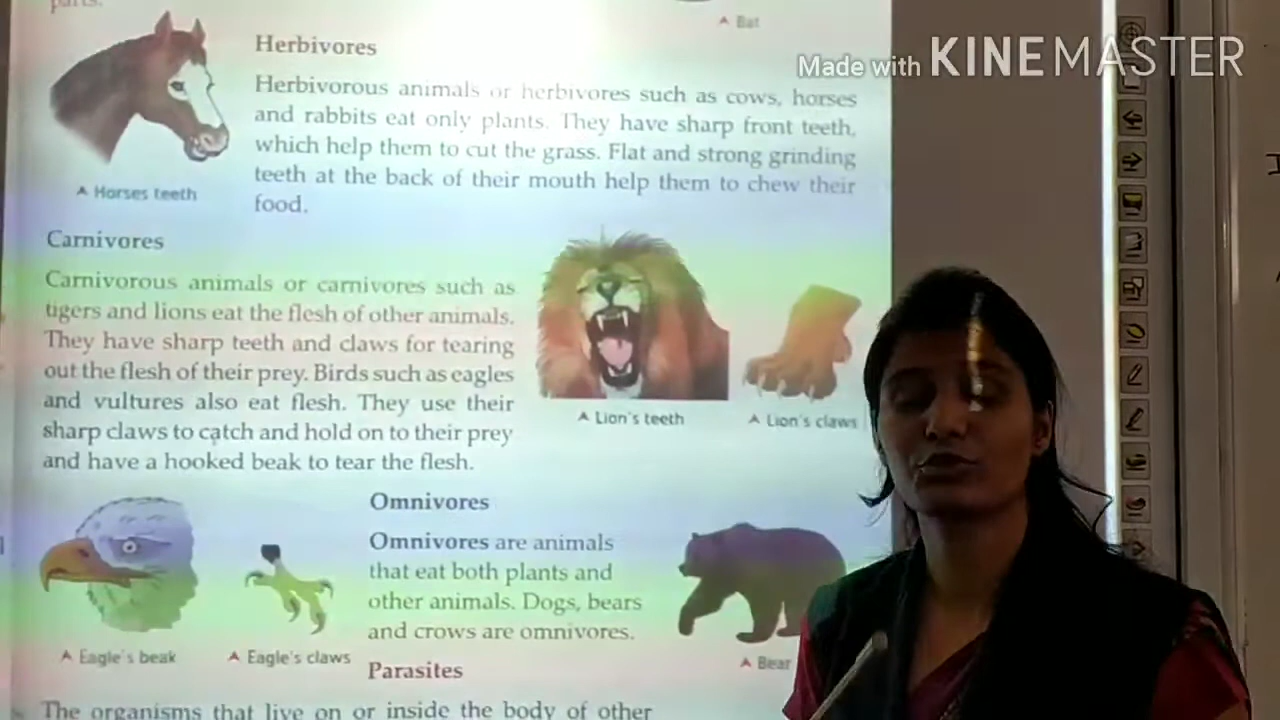 parts.
▲ Bat
Made with KINEMASTER
Herbivores
Herbivorous animals or herbivores such as cows, horses
and rabbits eat only plants. They have sharp front teeth,
which help them to cut the grass. Flat and strong grinding
teeth at the back of their mouth help them to chew their
food.
▲ Horses teeth
Carnivores
Carnivorous animals or carnivores such as
tigers and lions eat the flesh of other animals.
They have sharp teeth and claws for tearing
out the flesh of their prey. Birds such as eagles
and vultures also eat flesh. They use their
sharp claws to catch and hold on to their prey
and have a hooked beak to tear the flesh.
▲ Lion's teeth
▲ Lion's claws
Omnivores
Omnivores are animals
that eat both plants and
other animals. Dogs, bears
and crows are omnivores.
▲ Eagle's beak
▲ Eagle's claws
▲ Bear
Parasites
The organisms that live on or inside the body of other